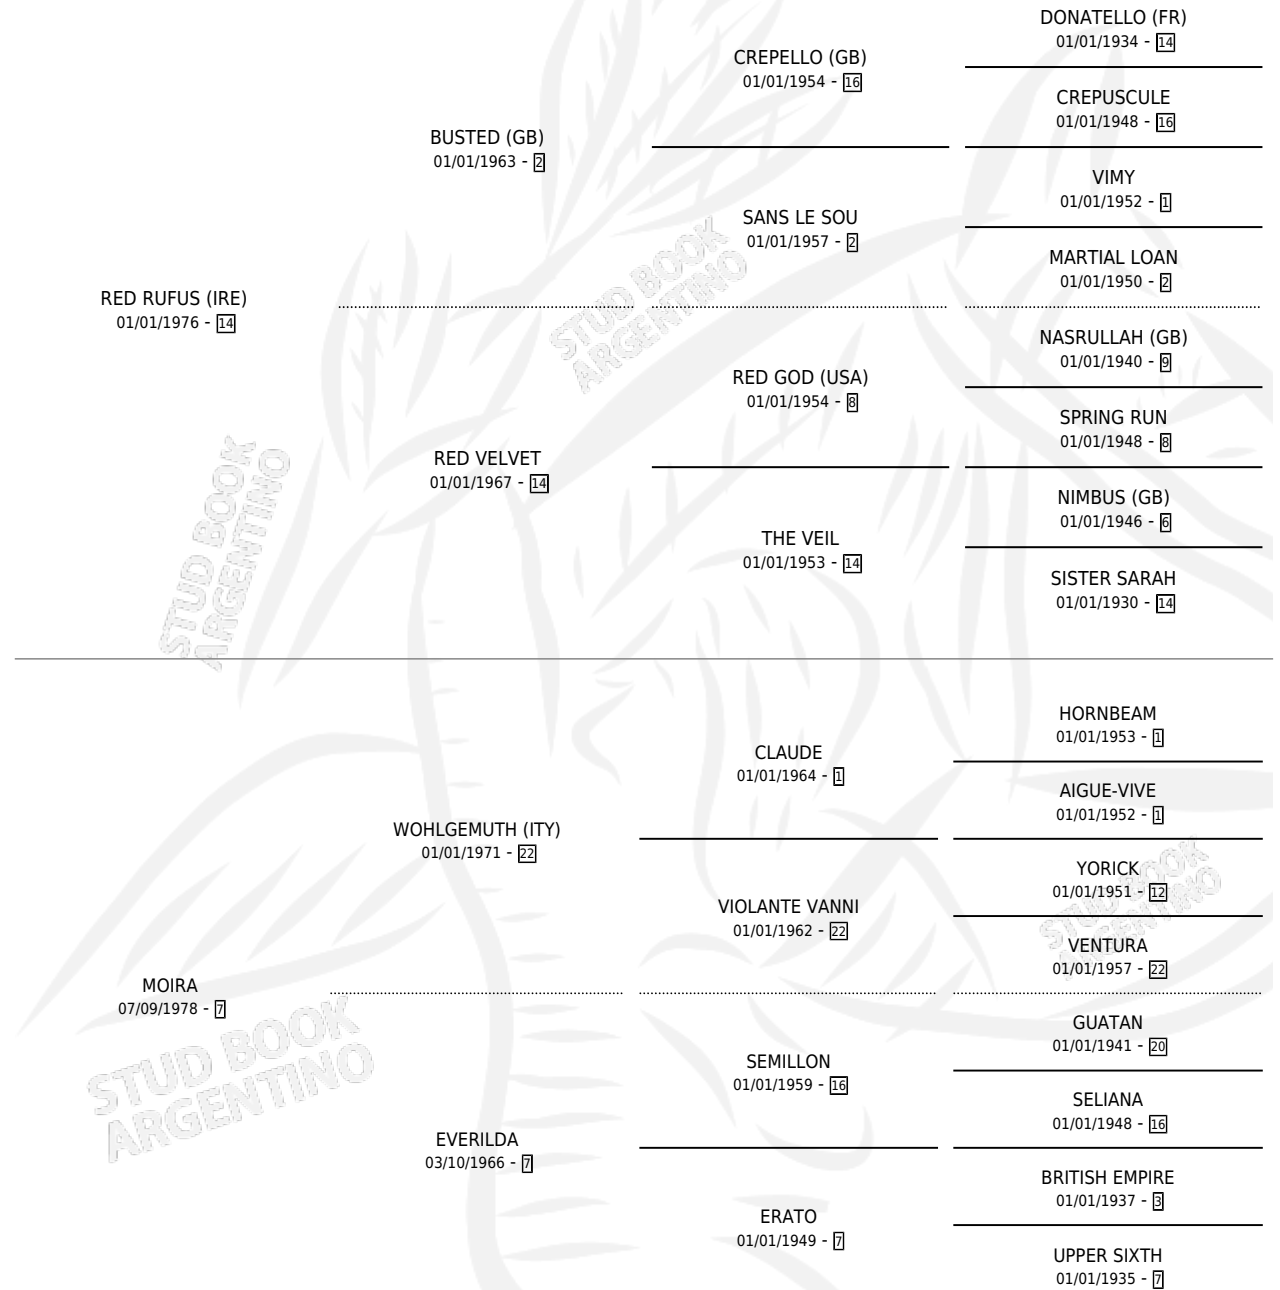 DONATELLO (FR)
01/01/1934 - 14
CREPELLO (GB)
01/01/1954 - 16
CREPUSCULE
01/01/1948 - 16
BUSTED (GB)
01/01/1963 - 2
VIMY
01/01/1952 - 1
SANS LE SOU
01/01/1957 - 2
MARTIAL LOAN
01/01/1950 - 2
RED RUFUS (IRE)
01/01/1976 - 14
NASRULLAH (GB)
01/01/1940 - 9
RED GOD (USA)
01/01/1954 - 8
SPRING RUN
01/01/1948 - 8
RED VELVET
01/01/1967 - 14
NIMBUS (GB)
01/01/1946 - 6
THE VEIL
01/01/1953 - 14
SISTER SARAH
01/01/1930 - 14
HORNBEAM
01/01/1953 - 1
CLAUDE
01/01/1964 - 1
AIGUE-VIVE
01/01/1952 - 1
WOHLGEMUTH (ITY)
01/01/1971 - 22
YORICK
01/01/1951 - 12
VIOLANTE VANNI
01/01/1962 - 22
VENTURA
01/01/1957 - 22
MOIRA
07/09/1978 - 7
GUATAN
01/01/1941 - 20
SEMILLON
01/01/1959 - 16
SELIANA
01/01/1948 - 16
EVERILDA
03/10/1966 - 7
BRITISH EMPIRE
01/01/1937 - 3
ERATO
01/01/1949 - 7
UPPER SIXTH
01/01/1935 - 7
STUD BOOK
ARGENTINO
STUD BOOK
ARGENTINO
STUD BOOK
ARGENTINO
STUD BOOK
ARGENTINO